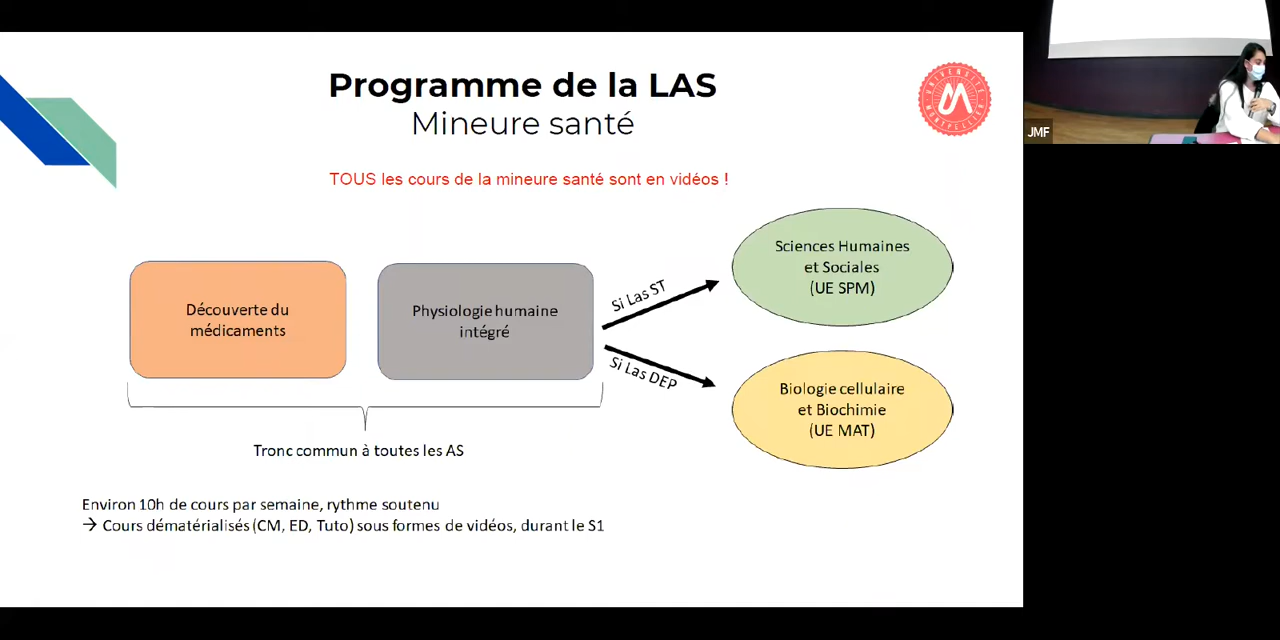 Programme de la LAS
Mineure santé
UNIVERSITÉ
MONTPELLIER
JMF
TOUS les cours de la mineure santé sont en vidéos !
Découverte du
médicaments
Physiologie humaine
intégré
Si Las ST
Si Las DEP
Sciences Humaines
et Sociales
(UE SPM)
Biologie cellulaire
et Biochimie
(UE MAT)
Tronc commun à toutes les AS
Environ 10h de cours par semaine, rythme soutenu
→ Cours dématérialisés (CM, ED, Tuto) sous formes de vidéos, durant le S1